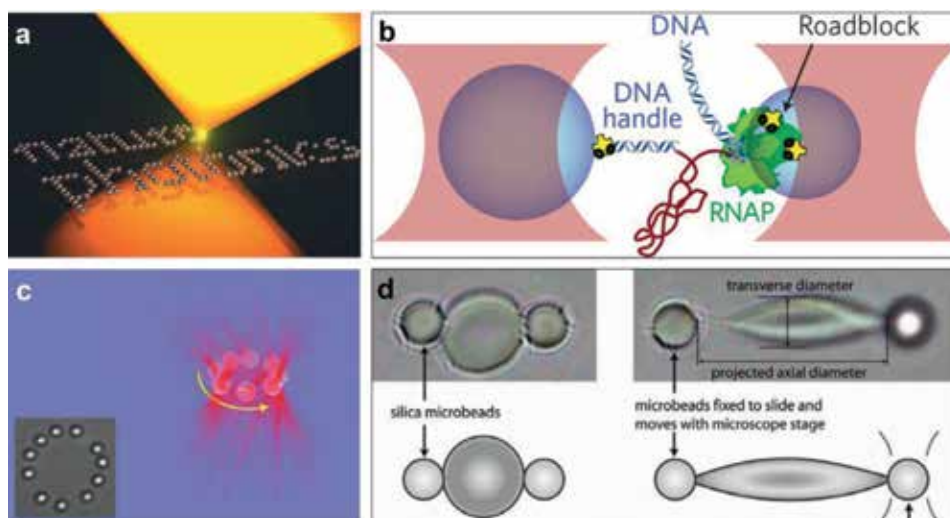 a
nature
photonics
b
DNA
Roadblock
DNA
handle
RNAP
c
d
transverse diameter
projected axial diameter
silica microbeads
microbeads fixed to slide and
moves with microscope stage